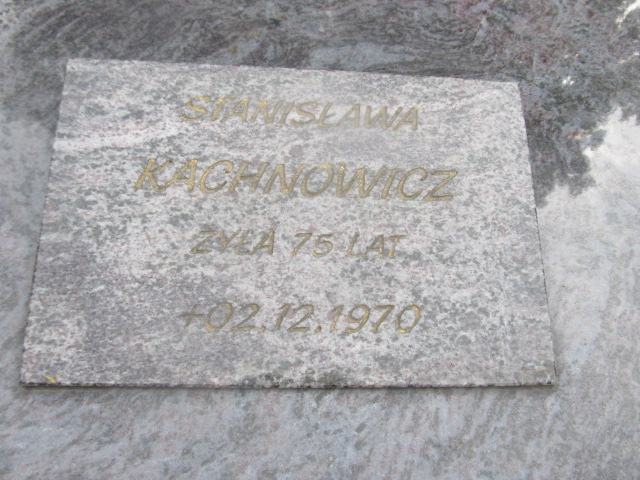 STANISŁAWA
KACHNOWICZ
ŻYŁA 75 LAT
+02.12.1970